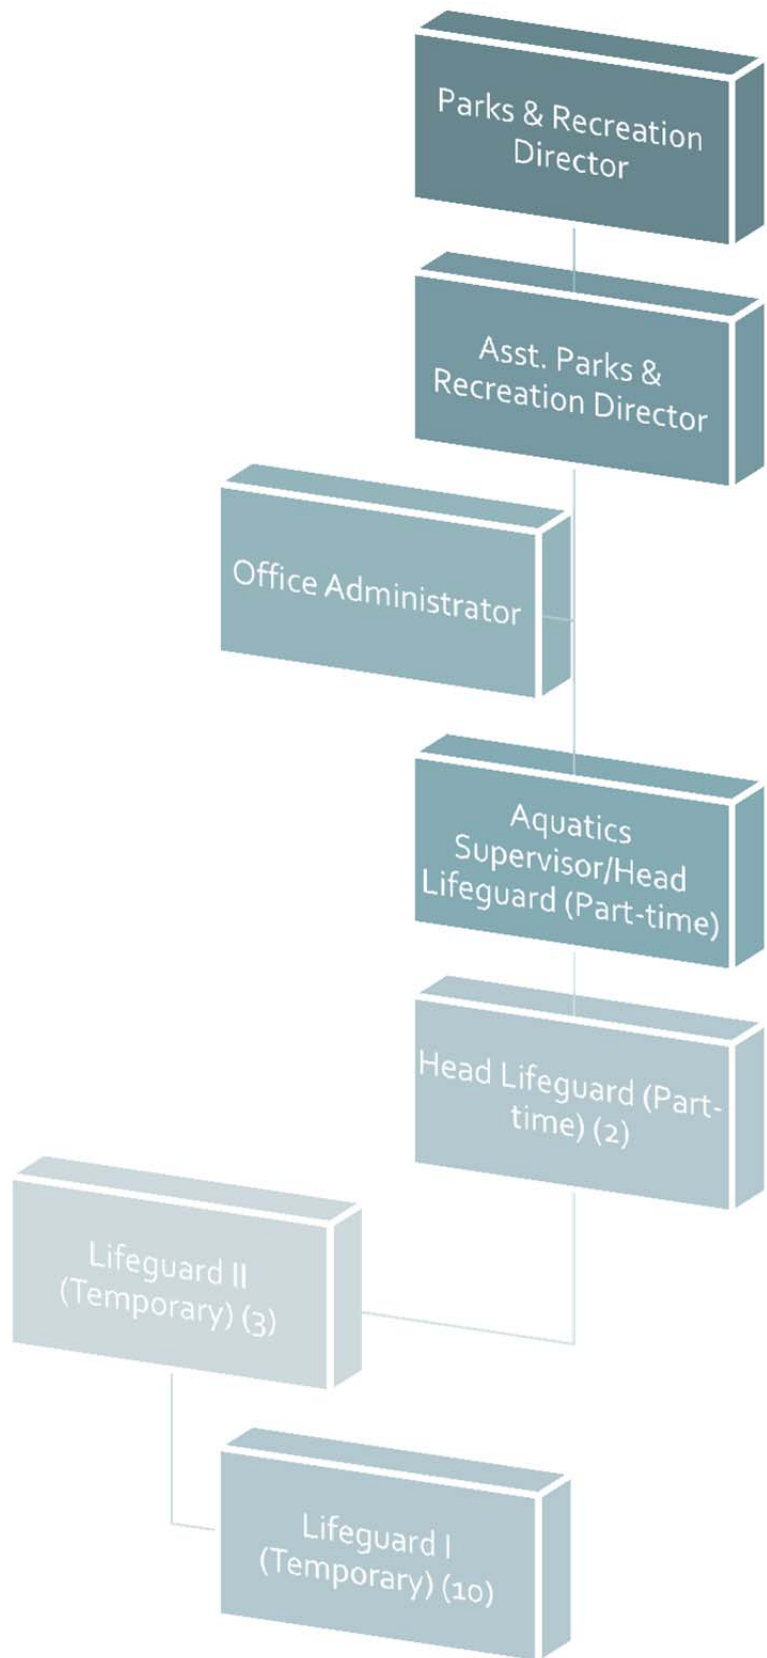 Parks & Recreation
Director
Asst. Parks &
Recreation Director
Office Administrator
Aquatics
Supervisor/Head
Lifeguard (Part-time)
Head Lifeguard (Part-
time) (2)
Lifeguard II
(Temporary) (3)
Lifeguard I
(Temporary) (10)